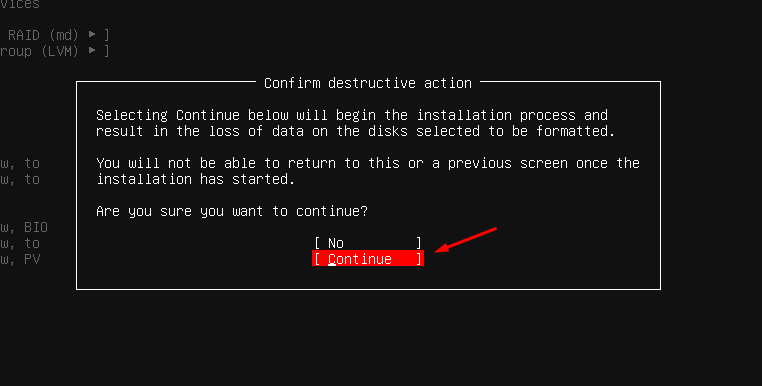 vices
RAID (md) ▸ ]
roup (LVM) ▸ ]
Confirm destructive action
Selecting Continue below will begin the installation process and
result in the loss of data on the disks selected to be formatted.
You will not be able to return to this or a previous screen once the
installation has started.
Are you sure you want to continue?
[ No ]
[ Continue ]
w, to
w, to
w, BIO
w, to
w, PV